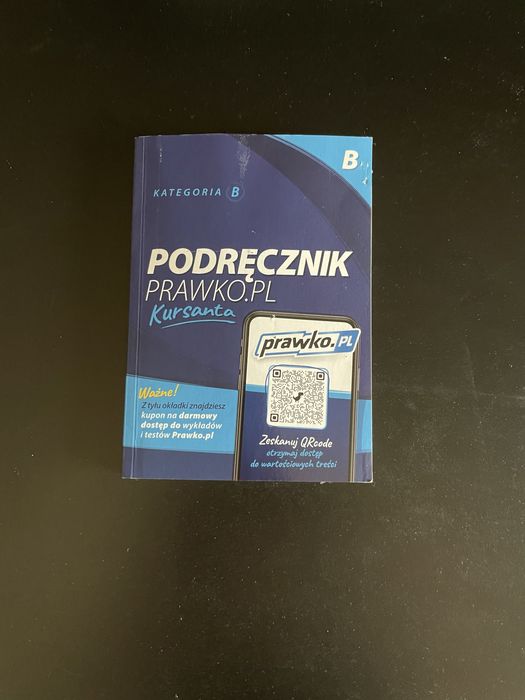 B
KATEGORIA B
PODRĘCZNIK
PRAWKO.PL
Kursanta
prawko.PL
Ważne!
Z tyłu okładki znajdziesz
kupon na darmowy
dostęp do wykładów
i testów Prawko.pl
Zeskanuj QRcode
otrzymaj dostęp
do wartościowych treści